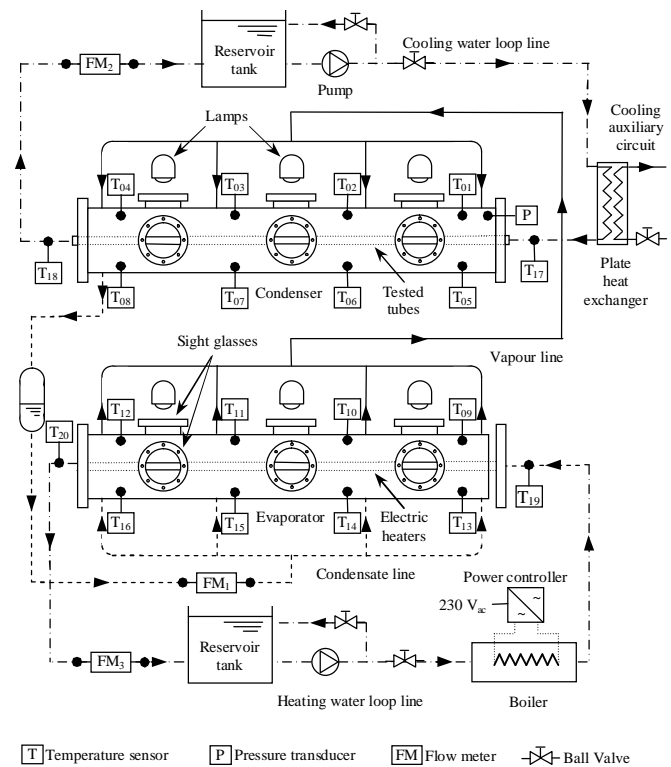 Reservoir
tank
FM₂
Pump
Cooling water loop line
Lamps
Cooling
auxiliary
circuit
T₀₄
T₀₃
T₀₂
T₀₁
P
T₁₈
T₁₇
T₀₈
T₀₇
Condenser
T₀₆
Tested
tubes
T₀₅
Plate
heat
exchanger
Sight glasses
Vapour line
T₂₀
T₁₂
T₁₁
T₁₀
T₀₉
T₁₉
T₁₆
T₁₅
Evaporator
T₁₄
Electric
heaters
T₁₃
Condensate line
FM₁
Power controller
230 Vac
~
~
Reservoir
tank
FM₃
Heating water loop line
Boiler
T Temperature sensor
P Pressure transducer
FM Flow meter
Ball Valve